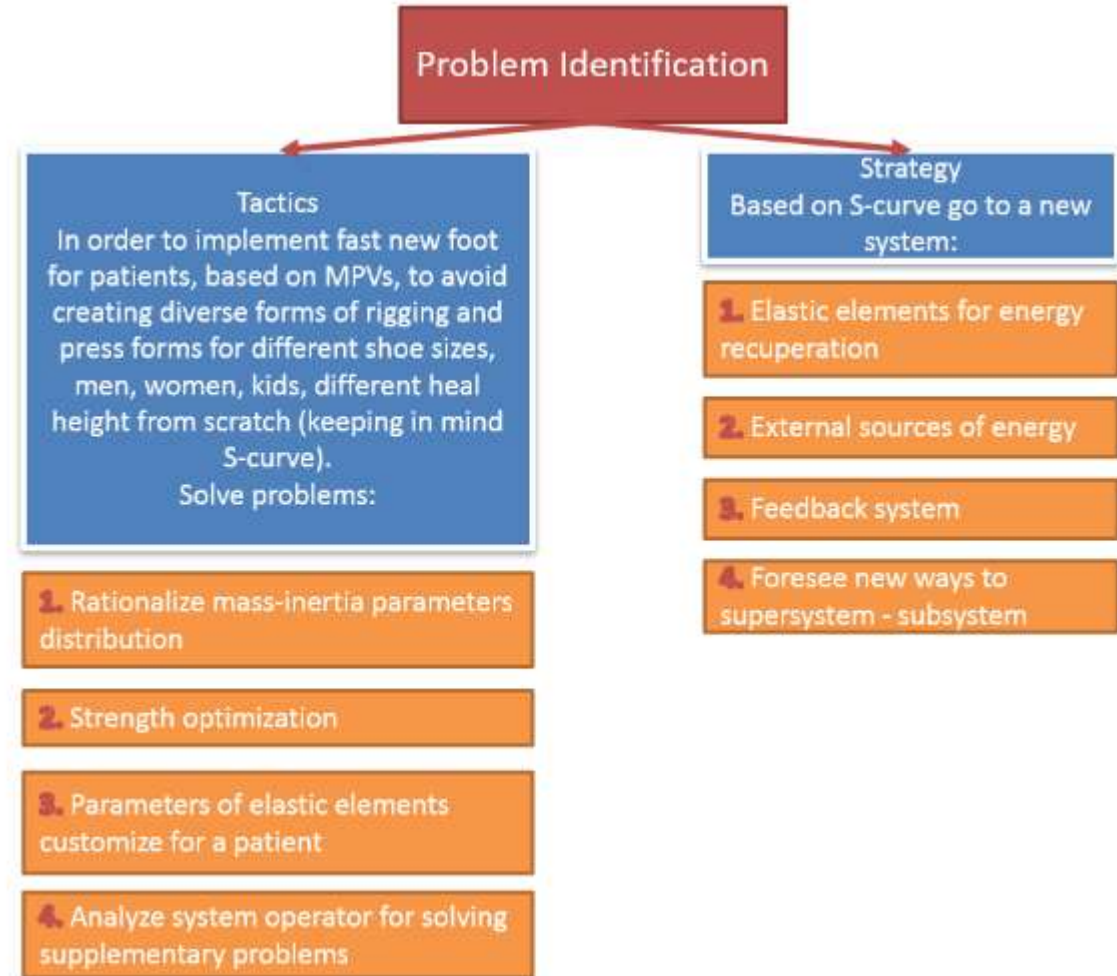 Problem Identification
Tactics
In order to implement fast new foot
for patients, based on MPVs, to avoid
creating diverse forms of rigging and
press forms for different shoe sizes,
men, women, kids, different heal
height from scratch (keeping in mind
S-curve).
Solve problems:
1. Rationalize mass-inertia parameters
distribution
2. Strength optimization
3. Parameters of elastic elements
customize for a patient
4. Analyze system operator for solving
supplementary problems
Strategy
Based on S-curve go to a new
system:
1. Elastic elements for energy
recuperation
2. External sources of energy
3. Feedback system
4. Foresee new ways to
supersystem - subsystem